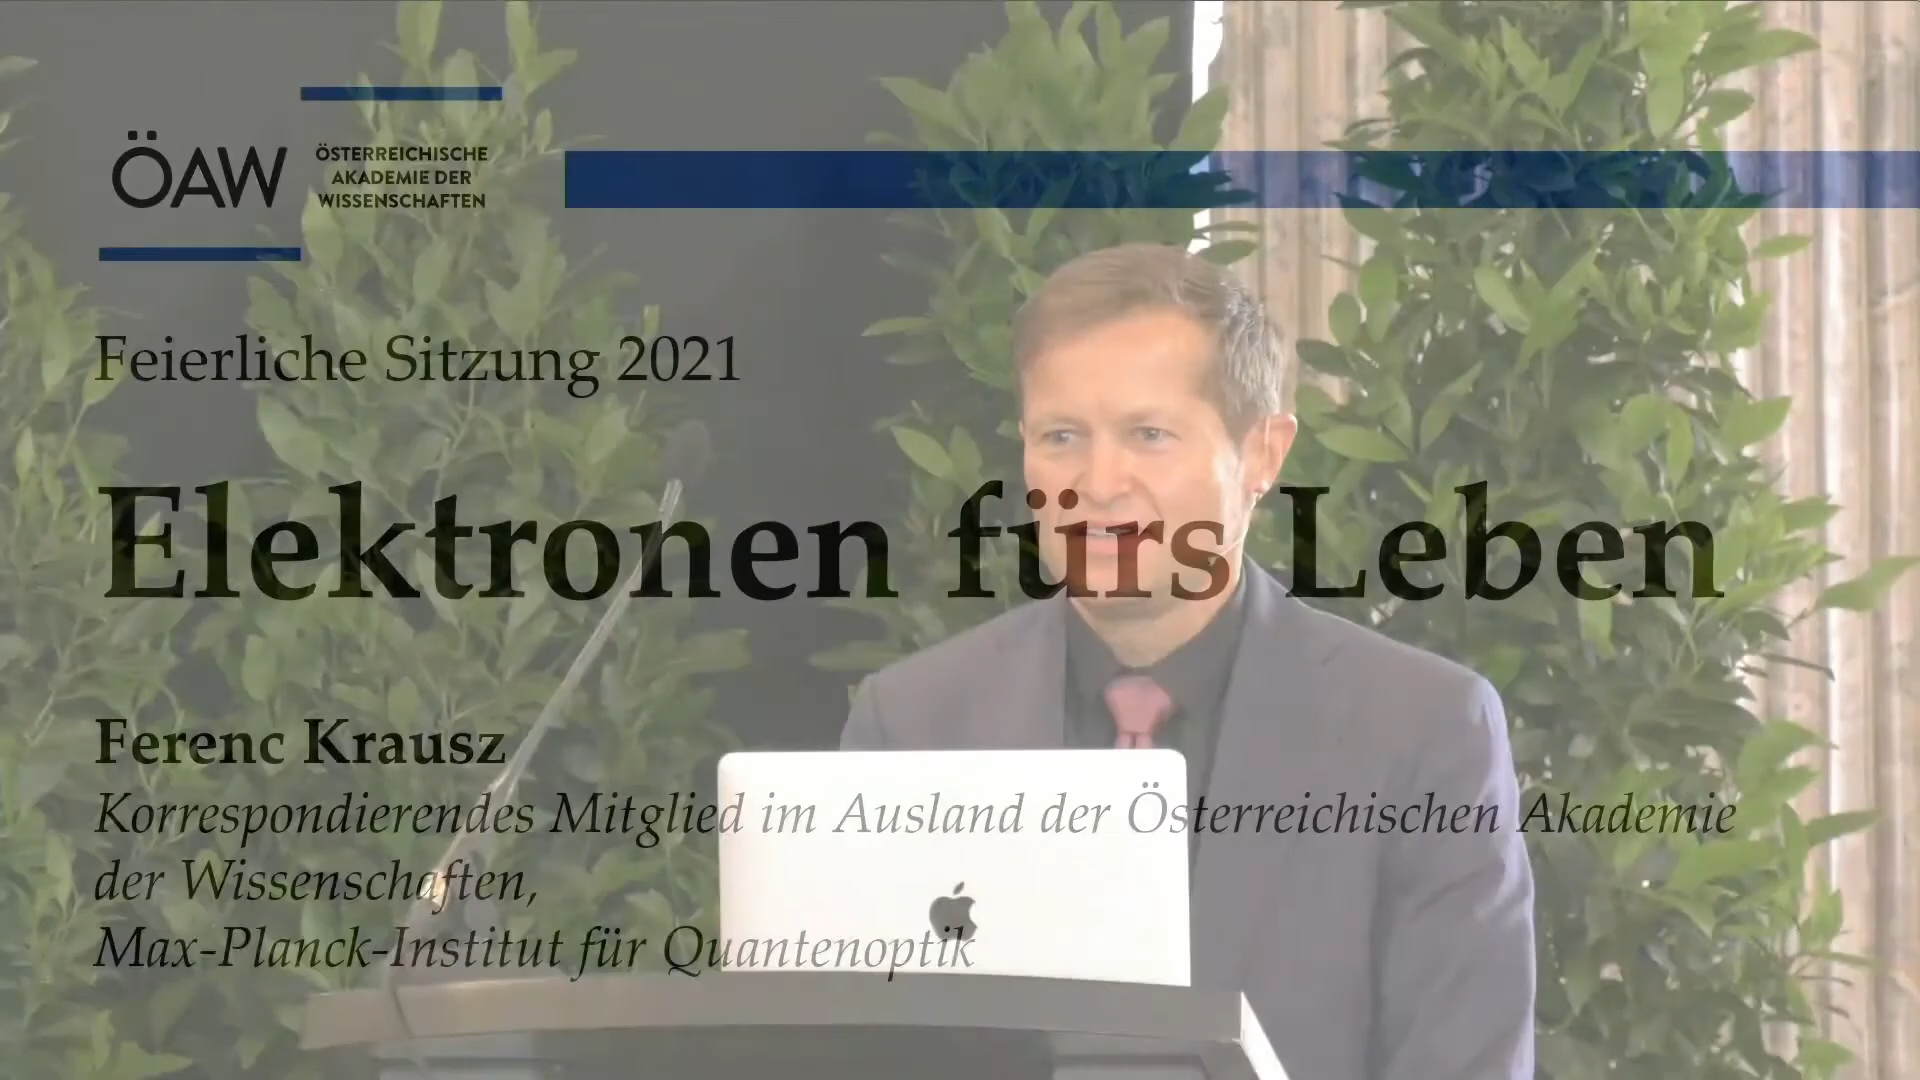 ÖAW
ÖSTERREICHISCHE
AKADEMIE DER
WISSENSCHAFTEN
Feierliche Sitzung 2021
Elektronen fürs Leben
Ferenc Krausz
Korrespondierendes Mitglied im Ausland der Österreichischen Akademie
der Wissenschaften,
Max-Planck-Institut für Quantenoptik